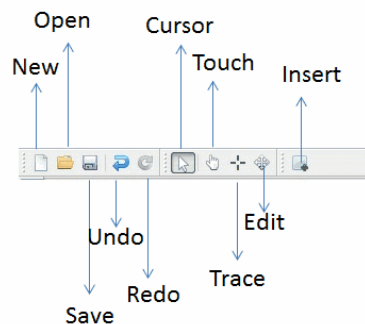 Open
Cursor
New
Touch
Insert
Undo
Edit
Trace
Redo
Save